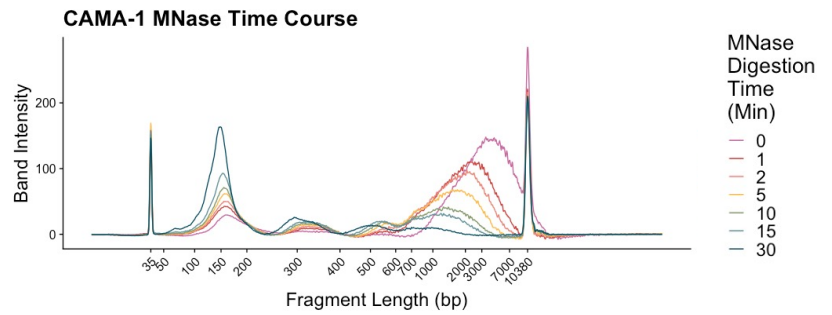 CAMA-1 MNase Time Course
Band Intensity
200
100
0
35 50 100 150 200 300 400 500 600 700 1000 2000 3000 7000 10380
Fragment Length (bp)
MNase
Digestion
Time
(Min)
0
1
2
5
10
15
30